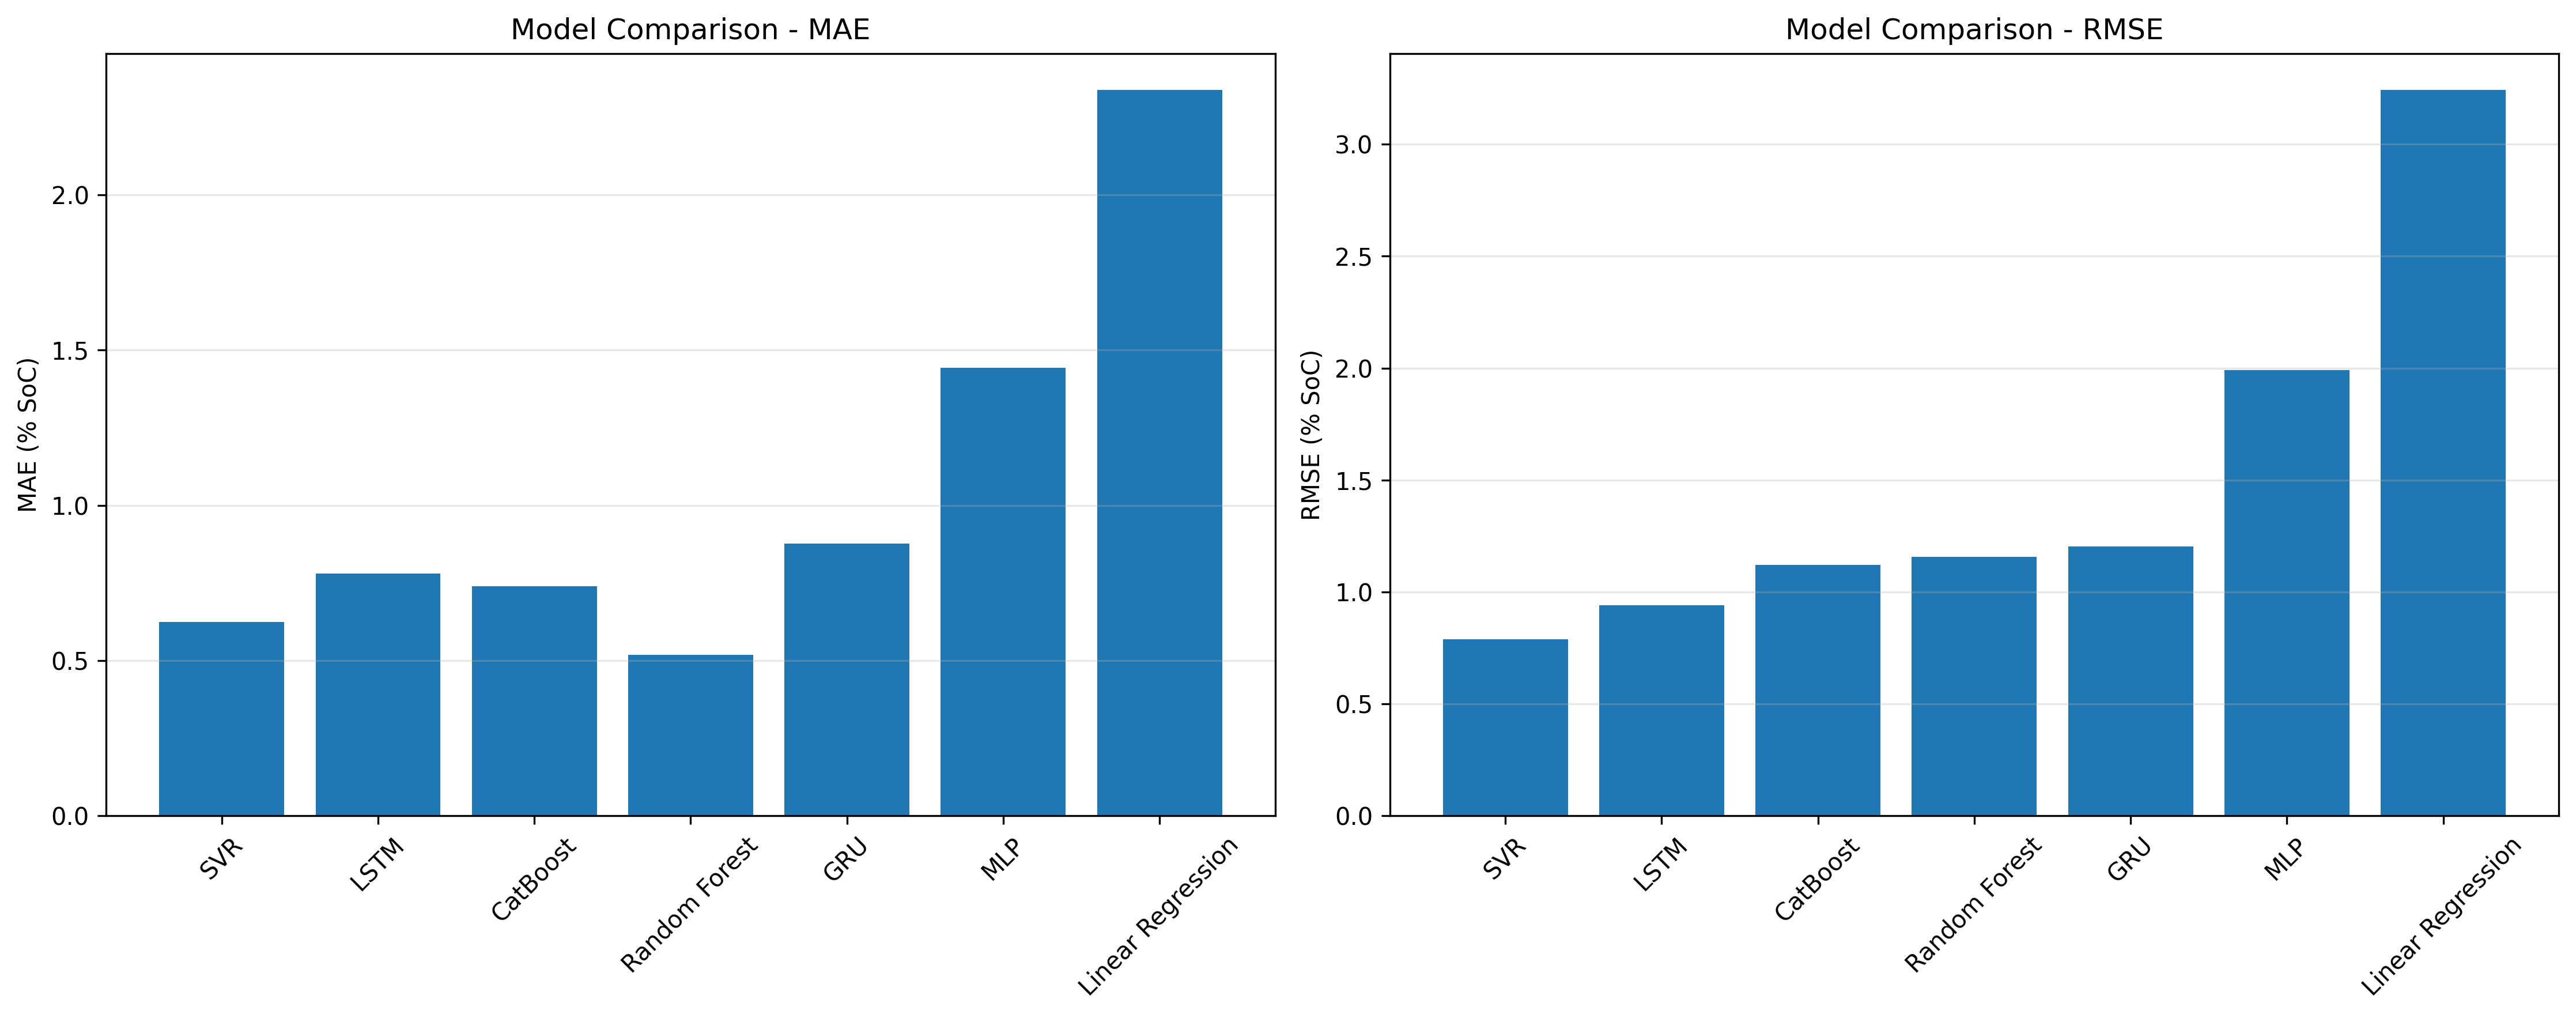 Model Comparison - MAE
MAE (% SoC)
2.0
1.5
1.0
0.5
0.0
SVR
LSTM
CatBoost
Random Forest
GRU
MLP
Linear Regression
Model Comparison - RMSE
RMSE (% SoC)
3.0
2.5
2.0
1.5
1.0
0.5
0.0
SVR
LSTM
CatBoost
Random Forest
GRU
MLP
Linear Regression